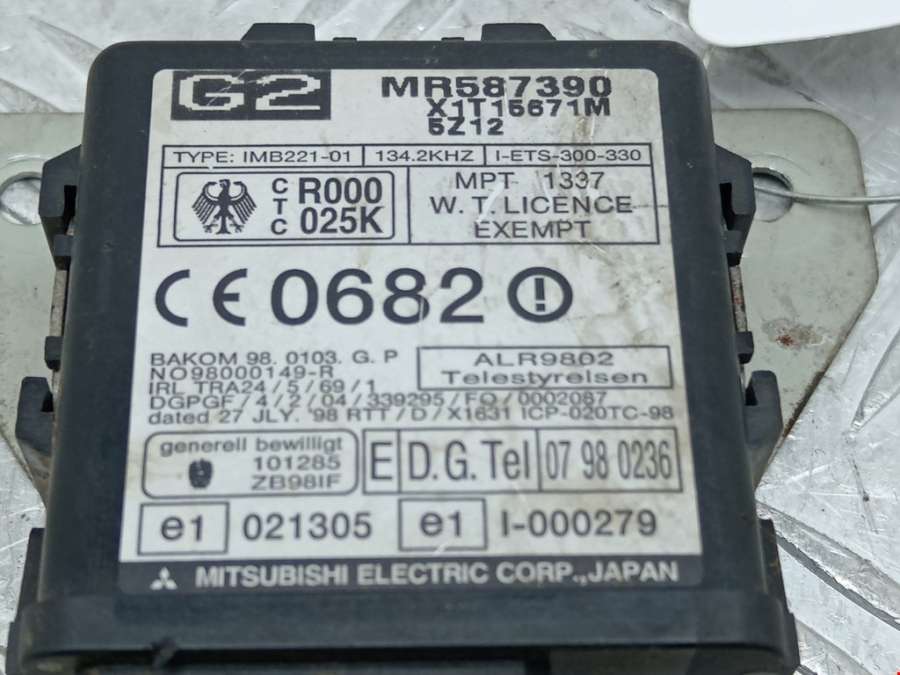 G2
MR587390
X1T15671M
5Z12
TYPE: IMB221-01 134.2KHZ I-ETS-300-330
CTC R000 025K
MPT 1337
W. T. LICENCE
EXEMPT
CE 0682
BAKOM 98. 0103. G. P
NO98000149-R
IRL TRA24/5/69/1
ALR9802
Telestyrelsen
DGPGF/4/2/04/339295/FO/0002087
dated 27 JLY. '98 RTT/D/X1631 ICP-020TC-98
generell bewilligt
101285
ZB98IF
E D.G.Tel 07 98 0236
e1 021305 e1 I-000279
MITSUBISHI ELECTRIC CORP.,JAPAN